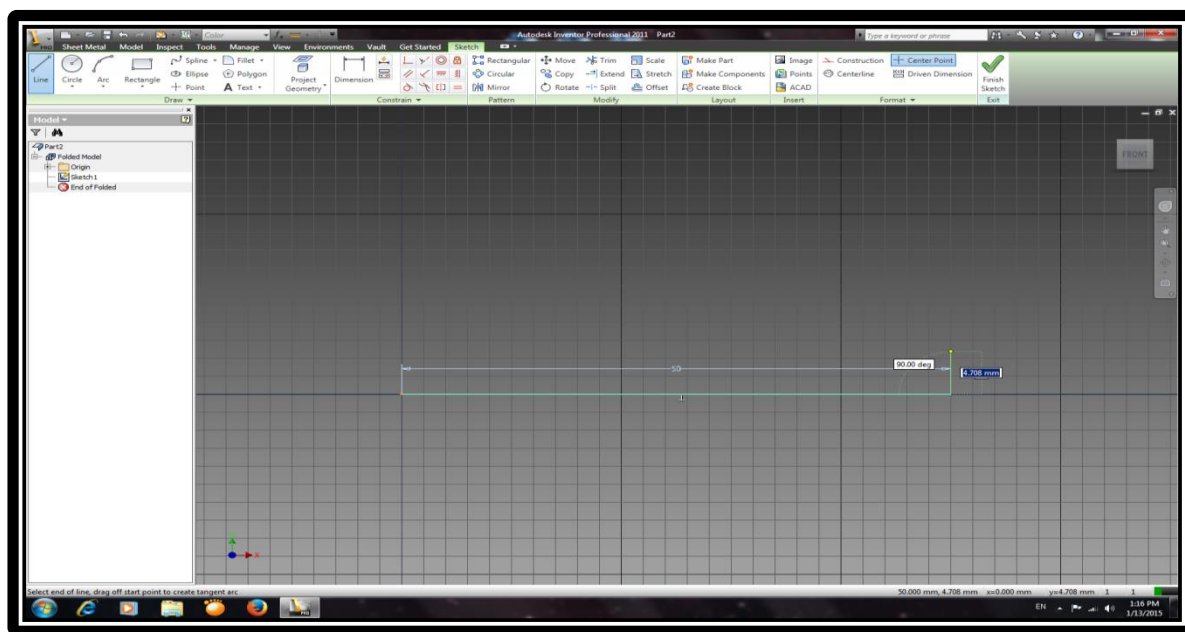 Color
Autodesk Inventor Professional 2011 Part2
Type a keyword or phrase
PRO
Sheet Metal Model Inspect Tools Manage View Environments Vault Get Started Sketch
Line
Circle
Arc
Rectangle
Spline
Ellipse
Point
Fillet
Polygon
A Text
Project
Geometry
Dimension
Rectangular
Circular
Mirror
Move
Copy
Rotate
Trim
Extend
Split
Scale
Stretch
Offset
Make Part
Make Components
Create Block
Image
Points
ACAD
Construction
Centerline
Center Point
Driven Dimension
Finish
Sketch
Draw
Constrain
Pattern
Modify
Layout
Insert
Format
Exit
Model
Part2
Folded Model
Origin
Sketch1
End of Folded
FRONT
50
90.00 deg
4.708 mm
X
Select end of line, drag off start point to create tangent arc
50.000 mm, 4.708 mm x=0.000 mm y=4.708 mm 1 1
EN
1:16 PM
1/13/2015